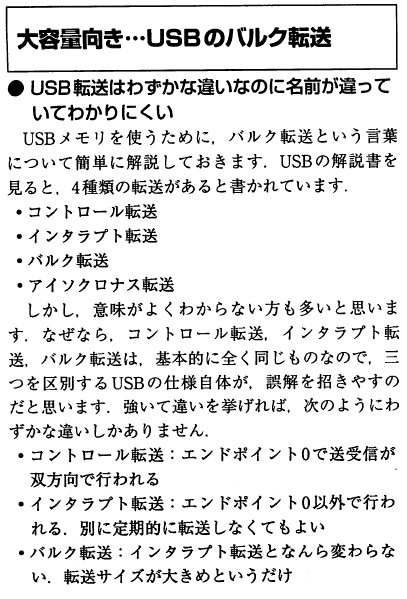 大容量向き…USBのバルク転送
● USB転送はわずかな違いなのに名前が違って
いてわかりにくい
USBメモリを使うために，バルク転送という言葉
について簡単に解説しておきます．USBの解説書を
見ると，4種類の転送があると書かれています．
・コントロール転送
・インタラプト転送
・バルク転送
・アイソクロナス転送
しかし，意味がよくわからない方も多いと思いま
す．なぜなら，コントロール転送，インタラプト転
送，バルク転送は，基本的に全く同じものなので，三
つを区別するUSBの仕様自体が，誤解を招きやすの
だと思います．強いて違いを挙げれば，次のようにわ
ずかな違いしかありません．
・コントロール転送：エンドポイント0で送受信が
双方向で行われる
・インタラプト転送：エンドポイント0以外で行わ
れる．別に定期的に転送しなくてもよい
・バルク転送：インタラプト転送となんら変わらな
い．転送サイズが大きめというだけ